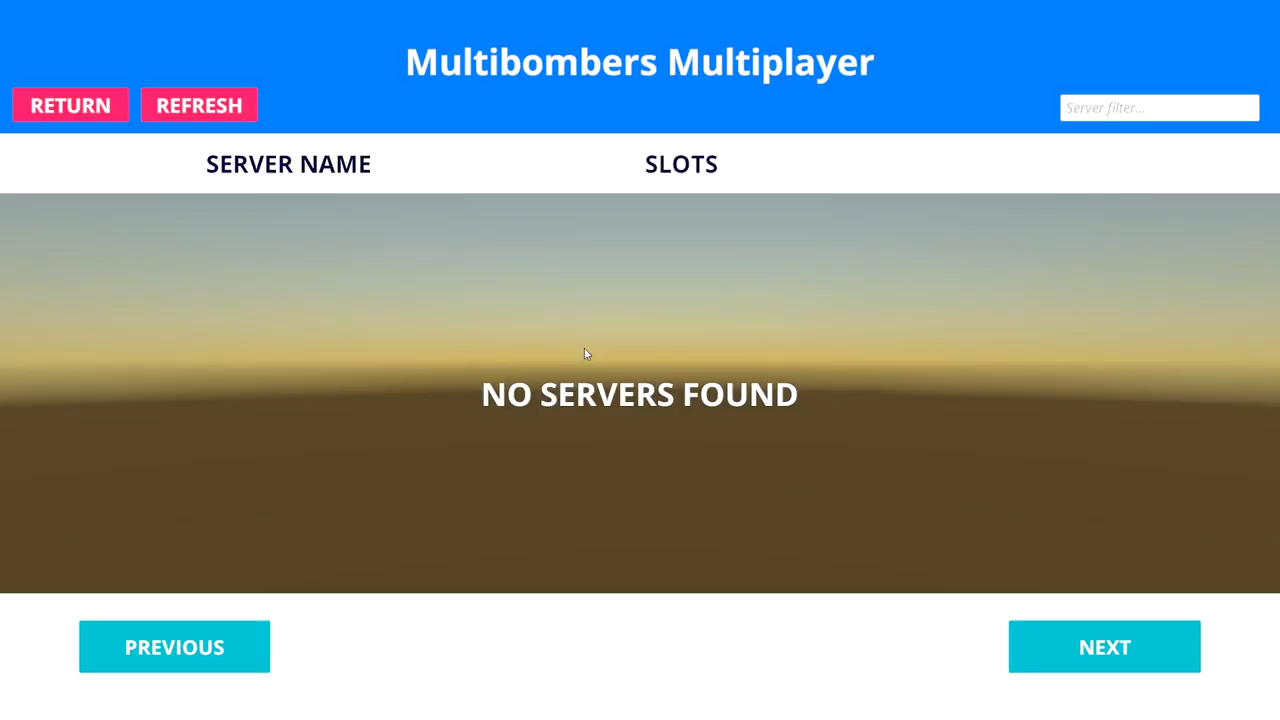 Multibombers Multiplayer
RETURN
REFRESH
Server filter...
SERVER NAME
SLOTS
NO SERVERS FOUND
PREVIOUS
NEXT